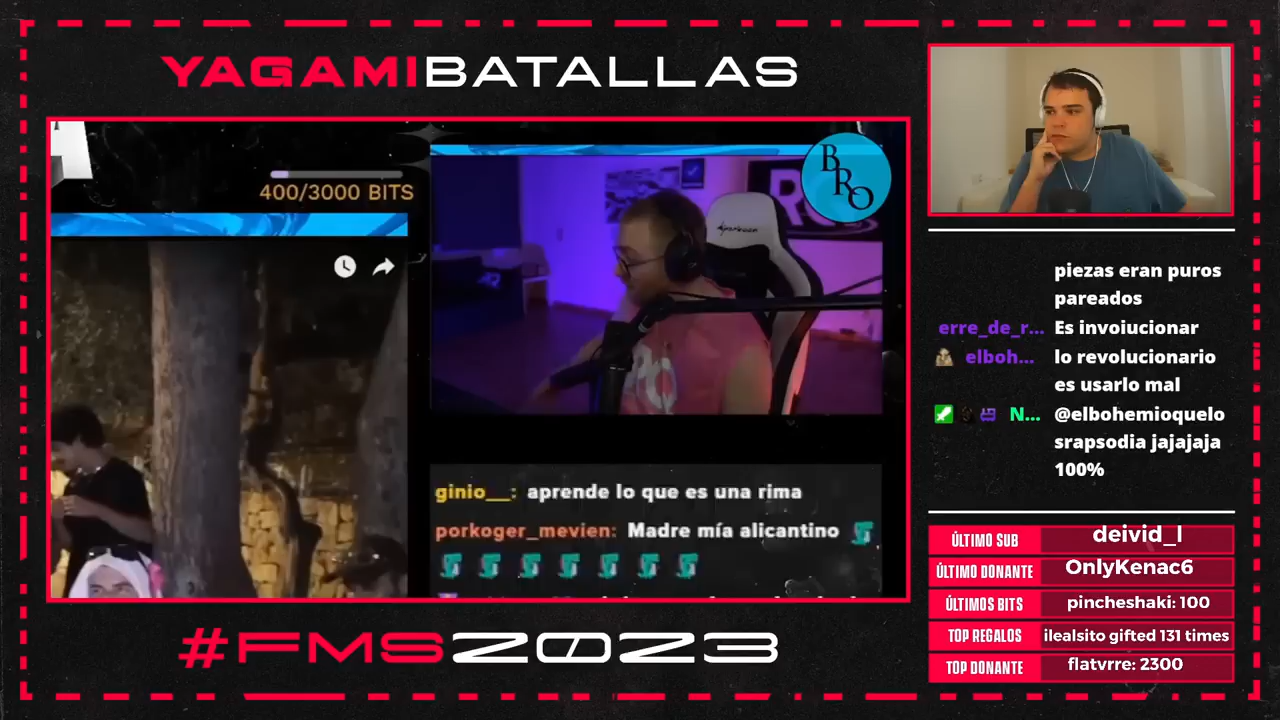 YAGAMIBATALLAS
400/3000 BITS
BRO
ginio__: aprende lo que es una rima
porkoger_mevien: Madre mía alicantino
#FMS2023
piezas eran puros
pareados
erre_de_r... Es invoiucionar
elboh... lo revolucionario
es usarlo mal
N... @elbohemioquelo
srapsodia jajajaja
100%
ÚLTIMO SUB deivid_l
ÚLTIMO DONANTE OnlyKenac6
ÚLTIMOS BITS pincheshaki: 100
TOP REGALOS ilealsito gifted 131 times
TOP DONANTE flatvrre: 2300